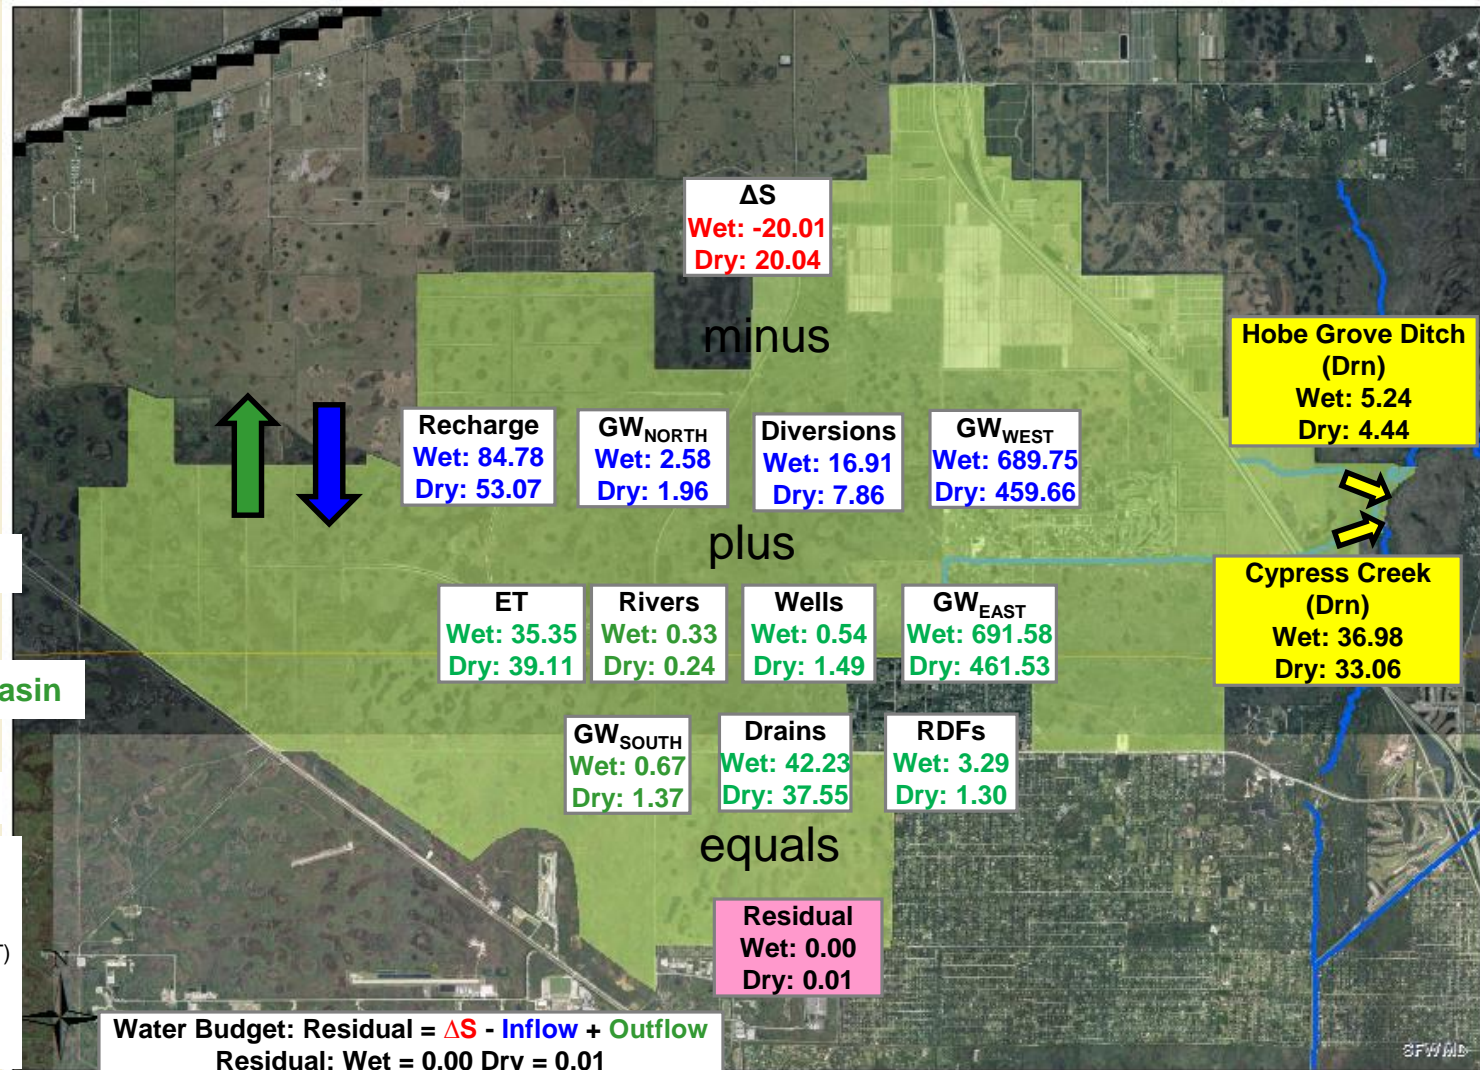 ΔS
Wet: -20.01
Dry: 20.04
minus
Hobe Grove Ditch
(Drn)
Wet: 5.24
Dry: 4.44
Recharge
Wet: 84.78
Dry: 53.07
GW_NORTH
Wet: 2.58
Dry: 1.96
Diversions
Wet: 16.91
Dry: 7.86
GW_WEST
Wet: 689.75
Dry: 459.66
plus
Cypress Creek
(Drn)
Wet: 36.98
Dry: 33.06
ET
Wet: 35.35
Dry: 39.11
Rivers
Wet: 0.33
Dry: 0.24
Wells
Wet: 0.54
Dry: 1.49
GW_EAST
Wet: 691.58
Dry: 461.53
asin
GW_SOUTH
Wet: 0.67
Dry: 1.37
Drains
Wet: 42.23
Dry: 37.55
RDFs
Wet: 3.29
Dry: 1.30
equals
Residual
Wet: 0.00
Dry: 0.01
T)
N
Water Budget: Residual = ΔS - Inflow + Outflow
Residual: Wet = 0.00 Dry = 0.01
SFWMD